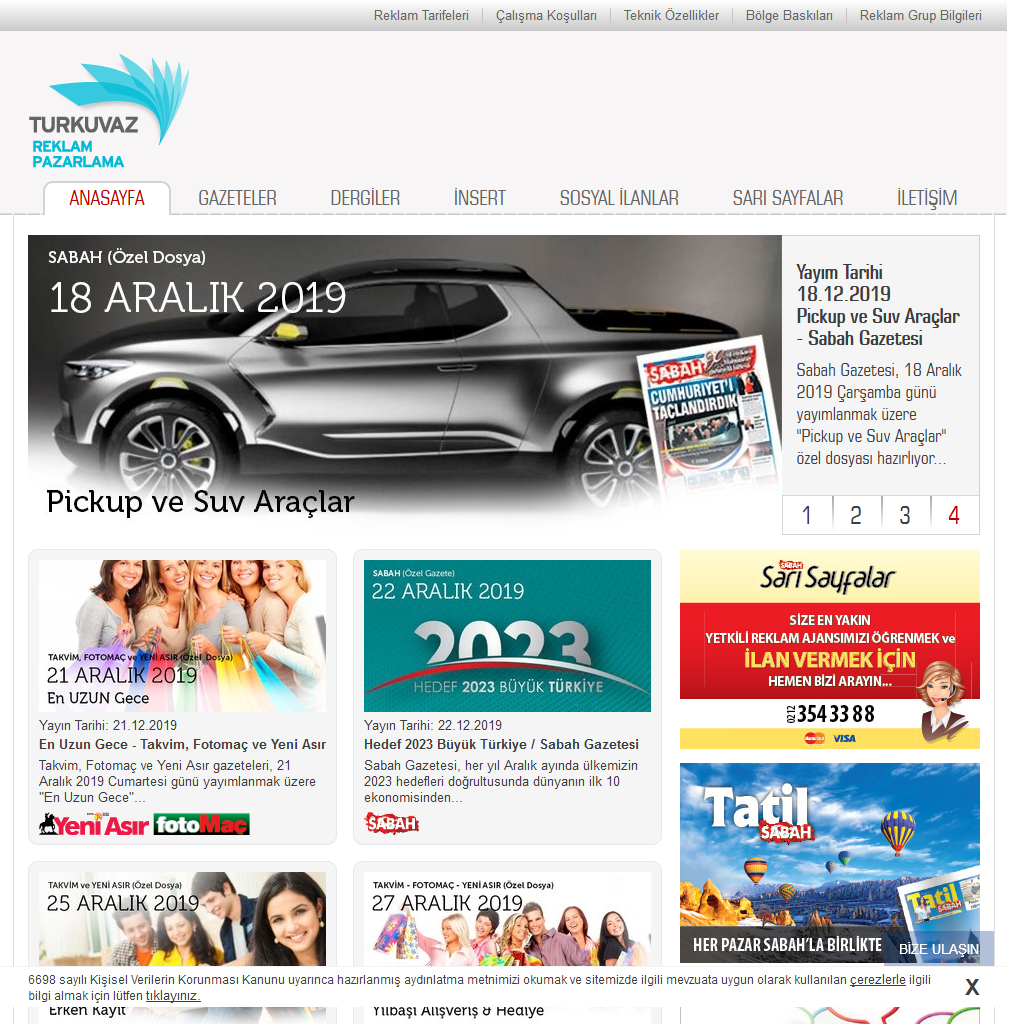 Reklam Tarifeleri
Çalışma Koşulları
Teknik Özellikler
Bölge Baskıları
Reklam Grup Bilgileri
TURKUVAZ
REKLAM
PAZARLAMA
ANASAYFA
GAZETELER
DERGİLER
İNSERT
SOSYAL İLANLAR
SARI SAYFALAR
İLETİŞİM
SABAH (Özel Dosya)
18 ARALIK 2019
SABAH
CUMHURİYET'İ
TAÇLANDIRDIK
Pickup ve Suv Araçlar
Yayım Tarihi
18.12.2019
Pickup ve Suv Araçlar
- Sabah Gazetesi
Sabah Gazetesi, 18 Aralık
2019 Çarşamba günü
yayımlanmak üzere
"Pickup ve Suv Araçlar"
özel dosyası hazırlıyor...
1 2 3 4
TAKVİM, FOTOMAÇ ve YENİ ASIR (Özel Dosya)
21 ARALIK 2019
En UZUN Gece
Yayın Tarihi: 21.12.2019
En Uzun Gece - Takvim, Fotomaç ve Yeni Asır
Takvim, Fotomaç ve Yeni Asır gazeteleri, 21
Aralık 2019 Cumartesi günü yayımlanmak üzere
"En Uzun Gece"...
Yeni Asır fotoMaç
SABAH (Özel Gazete)
22 ARALIK 2019
2023
HEDEF 2023 BÜYÜK TÜRKİYE
Yayın Tarihi: 22.12.2019
Hedef 2023 Büyük Türkiye / Sabah Gazetesi
Sabah Gazetesi, her yıl Aralık ayında ülkemizin
2023 hedefleri doğrultusunda dünyanın ilk 10
ekonomisinden...
SABAH
SABAH
Sarı Sayfalar
SİZE EN YAKIN
YETKİLİ REKLAM AJANSIMIZI ÖĞRENMEK ve
İLAN VERMEK İÇİN
HEMEN BİZİ ARAYIN...
0212 354 33 88
MasterCard VISA
Tatil
SABAH
Tatil
SABAH
HER PAZAR SABAH'LA BİRLİKTE
BİZE ULAŞIN
TAKVİM ve YENİ ASIR (Özel Dosya)
25 ARALIK 2019
Erken Kayıt
TAKVİM - FOTOMAÇ - YENİ ASIR (Özel Dosya)
27 ARALIK 2019
Yılbaşı Alışveriş & Hediye
6698 sayılı Kişisel Verilerin Korunması Kanunu uyarınca hazırlanmış aydınlatma metnimizi okumak ve sitemizde ilgili mevzuata uygun olarak kullanılan çerezlerle ilgili
bilgi almak için lütfen tıklayınız.
X